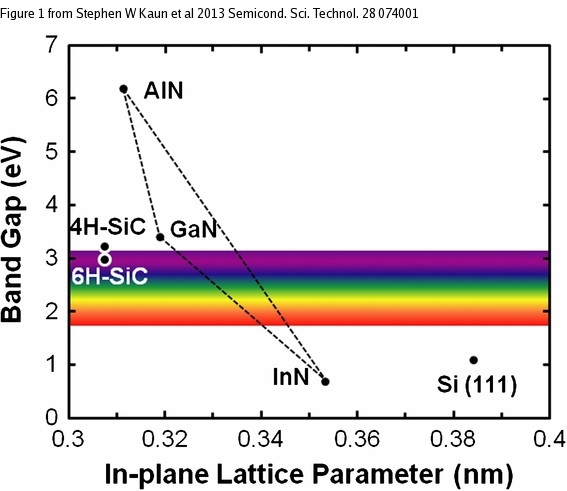 Figure 1 from Stephen W Kaun et al 2013 Semicond. Sci. Technol. 28 074001
7
6
5
4
3
2
1
0
Band Gap (eV)
AlN
4H-SiC
GaN
6H-SiC
InN
Si (111)
0.3 0.32 0.34 0.36 0.38 0.4
In-plane Lattice Parameter (nm)